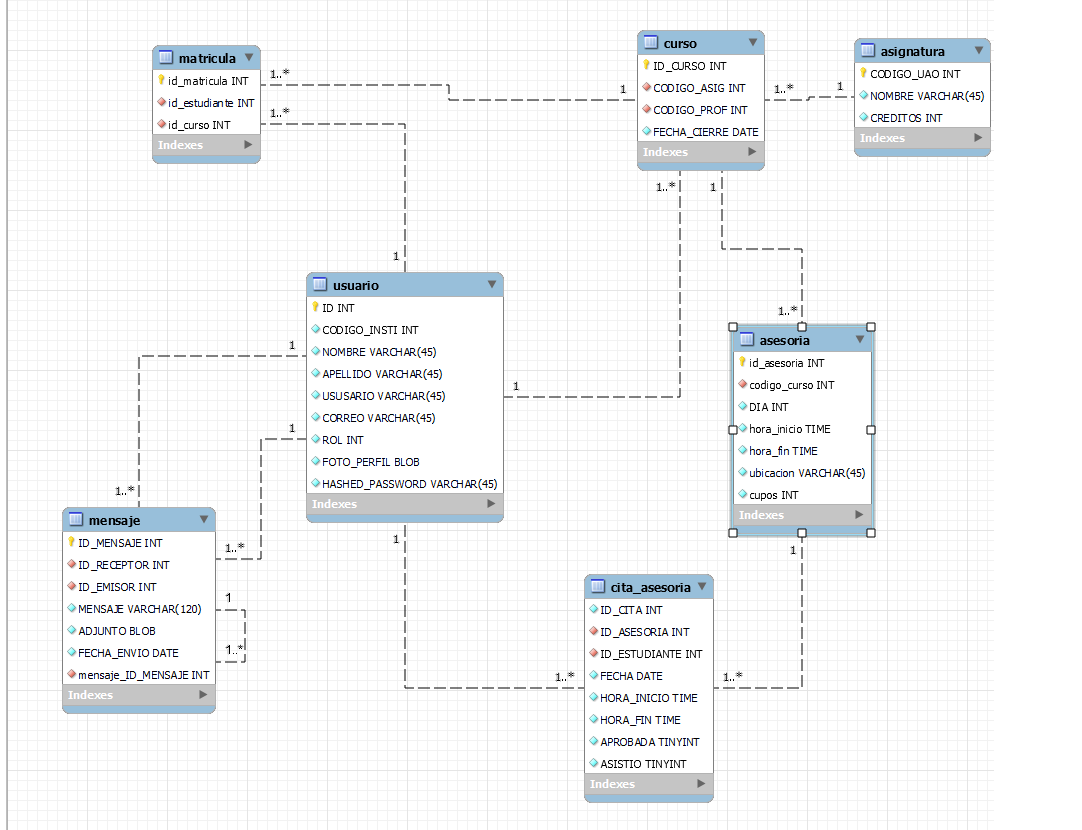 matricula
id_matricula INT
id_estudiante INT
id_curso INT
Indexes
1..*
1..*
1
1
curso
ID_CURSO INT
CODIGO_ASIG INT
CODIGO_PROF INT
FECHA_CIERRE DATE
Indexes
1..*
1
1..*
1
asignatura
CODIGO_UAO INT
NOMBRE VARCHAR(45)
CREDITOS INT
Indexes
usuario
ID INT
CODIGO_INSTI INT
NOMBRE VARCHAR(45)
APELLIDO VARCHAR(45)
USUSARIO VARCHAR(45)
CORREO VARCHAR(45)
ROL INT
FOTO_PERFIL BLOB
HASHED_PASSWORD VARCHAR(45)
Indexes
1
1
1
1
1..*
asesoria
id_asesoria INT
codigo_curso INT
DIA INT
hora_inicio TIME
hora_fin TIME
ubicacion VARCHAR(45)
cupos INT
Indexes
1
1..*
mensaje
ID_MENSAJE INT
ID_RECEPTOR INT
ID_EMISOR INT
MENSAJE VARCHAR(120)
ADJUNTO BLOB
FECHA_ENVIO DATE
mensaje_ID_MENSAJE INT
Indexes
1..*
1
1..*
cita_asesoria
ID_CITA INT
ID_ASESORIA INT
ID_ESTUDIANTE INT
FECHA DATE
HORA_INICIO TIME
HORA_FIN TIME
APROBADA TINYINT
ASISTIO TINYINT
Indexes
1..*
1..*